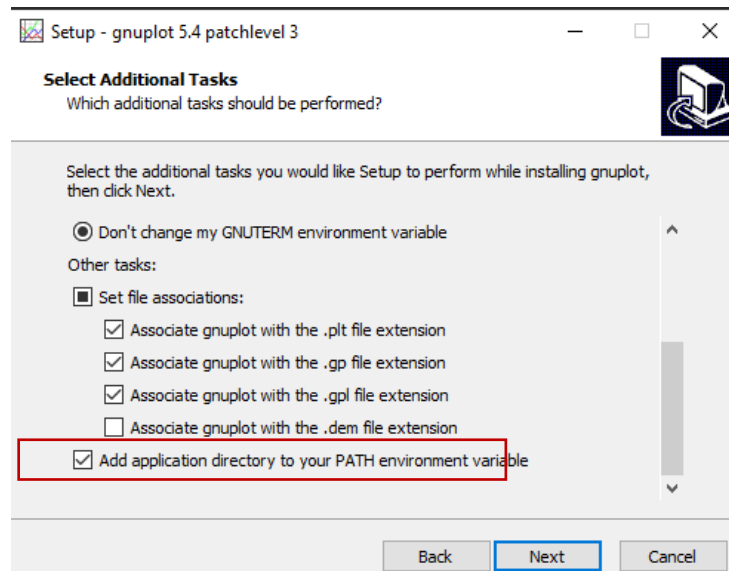 Setup - gnuplot 5.4 patchlevel 3
Select Additional Tasks
Which additional tasks should be performed?
Select the additional tasks you would like Setup to perform while installing gnuplot,
then click Next.
Don't change my GNUTERM environment variable
Other tasks:
Set file associations:
Associate gnuplot with the .plt file extension
Associate gnuplot with the .gp file extension
Associate gnuplot with the .gpl file extension
Associate gnuplot with the .dem file extension
Add application directory to your PATH environment variable
Back Next Cancel